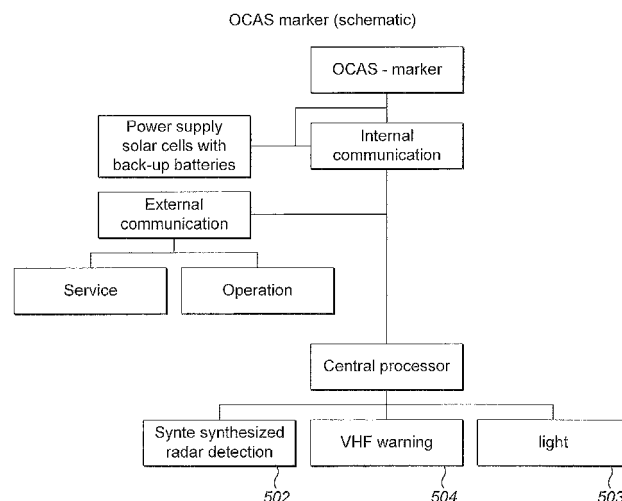 OCAS marker (schematic)
OCAS - marker
Power supply
solar cells with
back-up batteries
Internal
communication
External
communication
Service
Operation
Central processor
Synte synthesized
radar detection
VHF warning
light
502
504
503